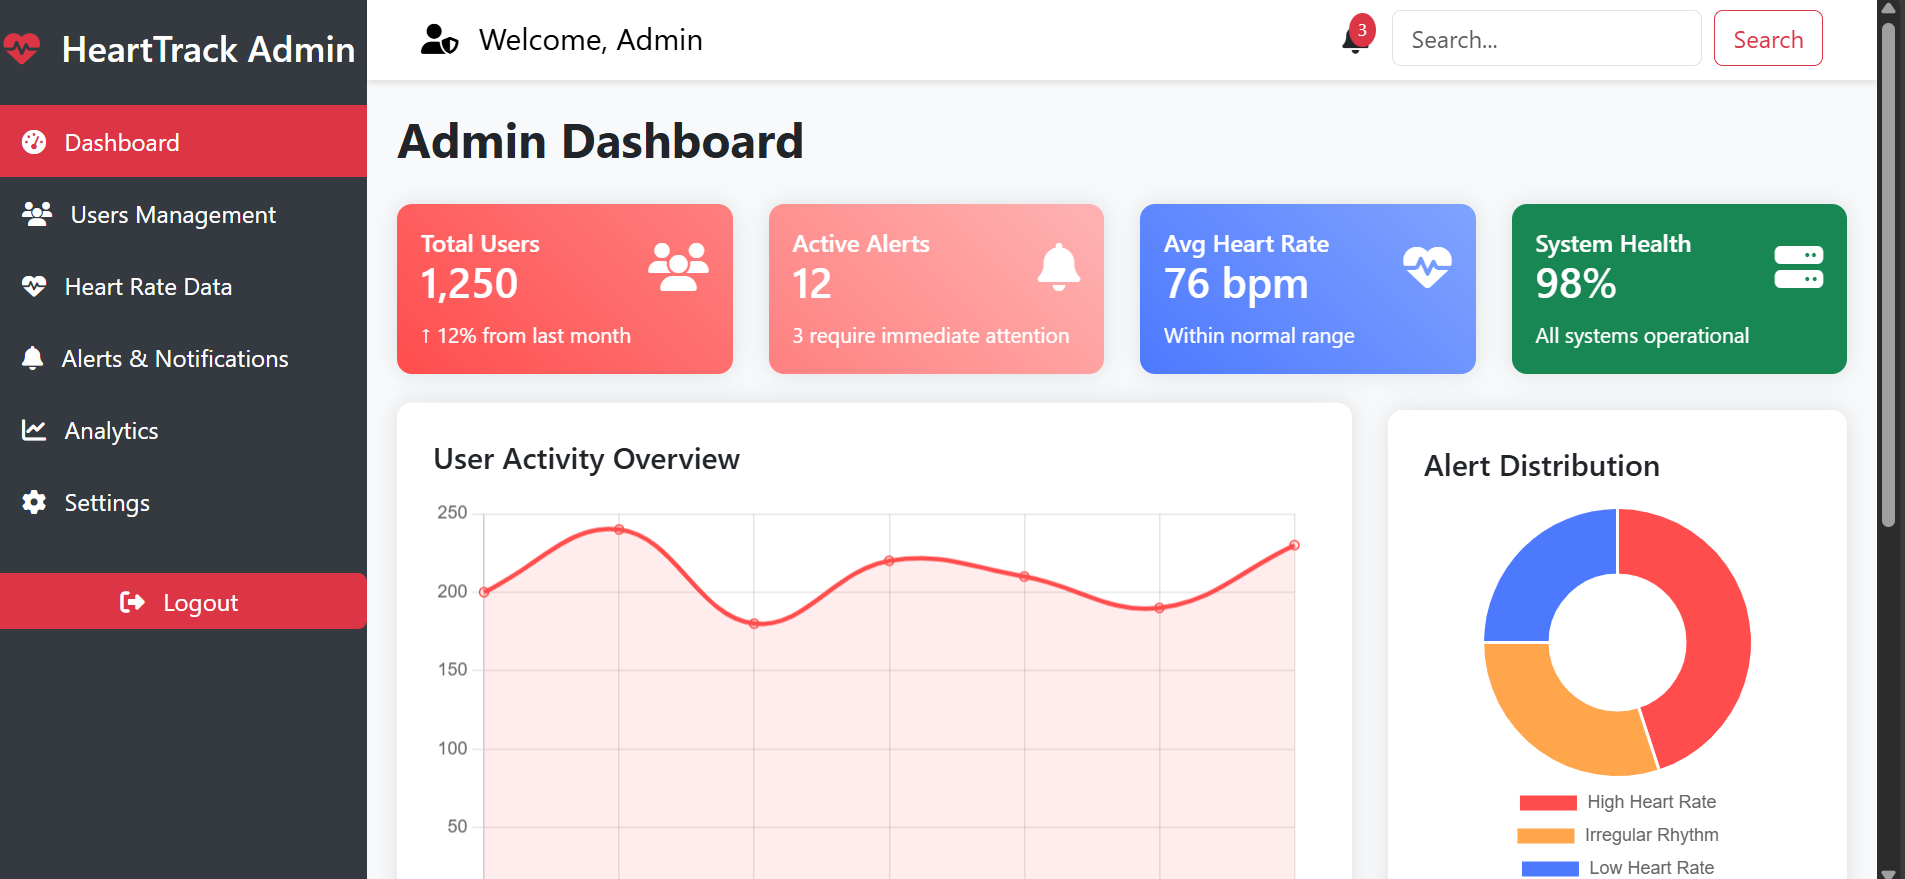 HeartTrack Admin
Dashboard
Users Management
Heart Rate Data
Alerts & Notifications
Analytics
Settings
Logout
Welcome, Admin
3
Search...
Search
Admin Dashboard
Total Users
1,250
↑ 12% from last month
Active Alerts
12
3 require immediate attention
Avg Heart Rate
76 bpm
Within normal range
System Health
98%
All systems operational
User Activity Overview
250
200
150
100
50
Alert Distribution
High Heart Rate
Irregular Rhythm
Low Heart Rate